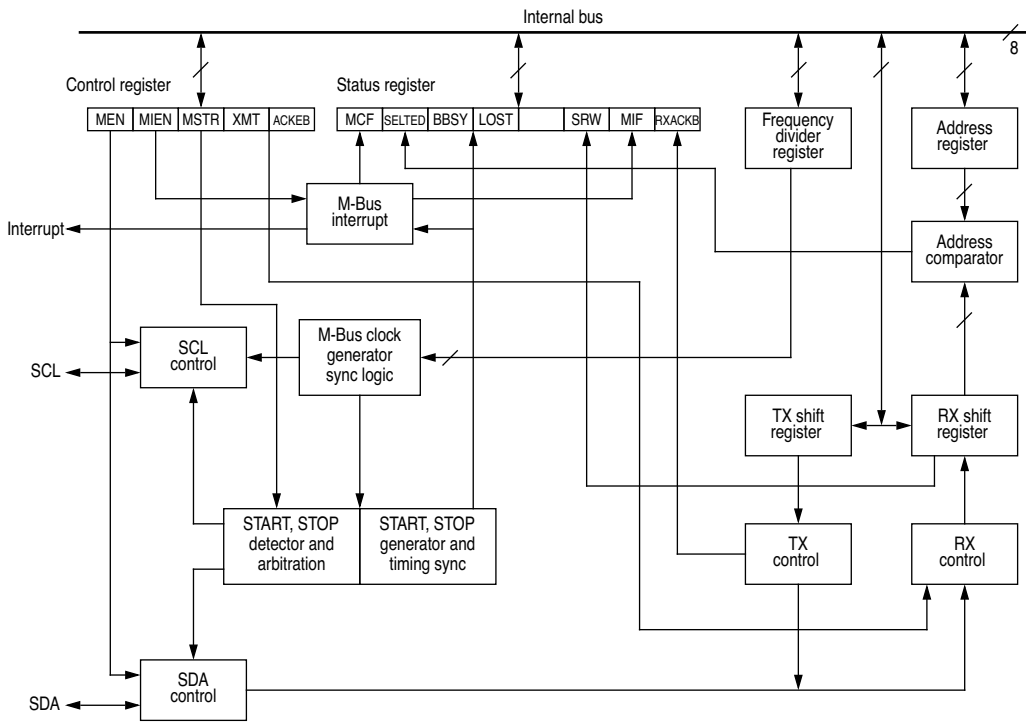 Internal bus
8
Control register
Status register
MEN MIEN MSTR XMT ACKEB
MCF SELTED BBSY LOST SRW MIF RXACKB
Frequency
divider
register
Address
register
M-Bus
interrupt
Interrupt
Address
comparator
SCL
control
M-Bus clock
generator
sync logic
SCL
TX shift
register
RX shift
register
START, STOP
detector and
arbitration
START, STOP
generator and
timing sync
TX
control
RX
control
SDA
control
SDA